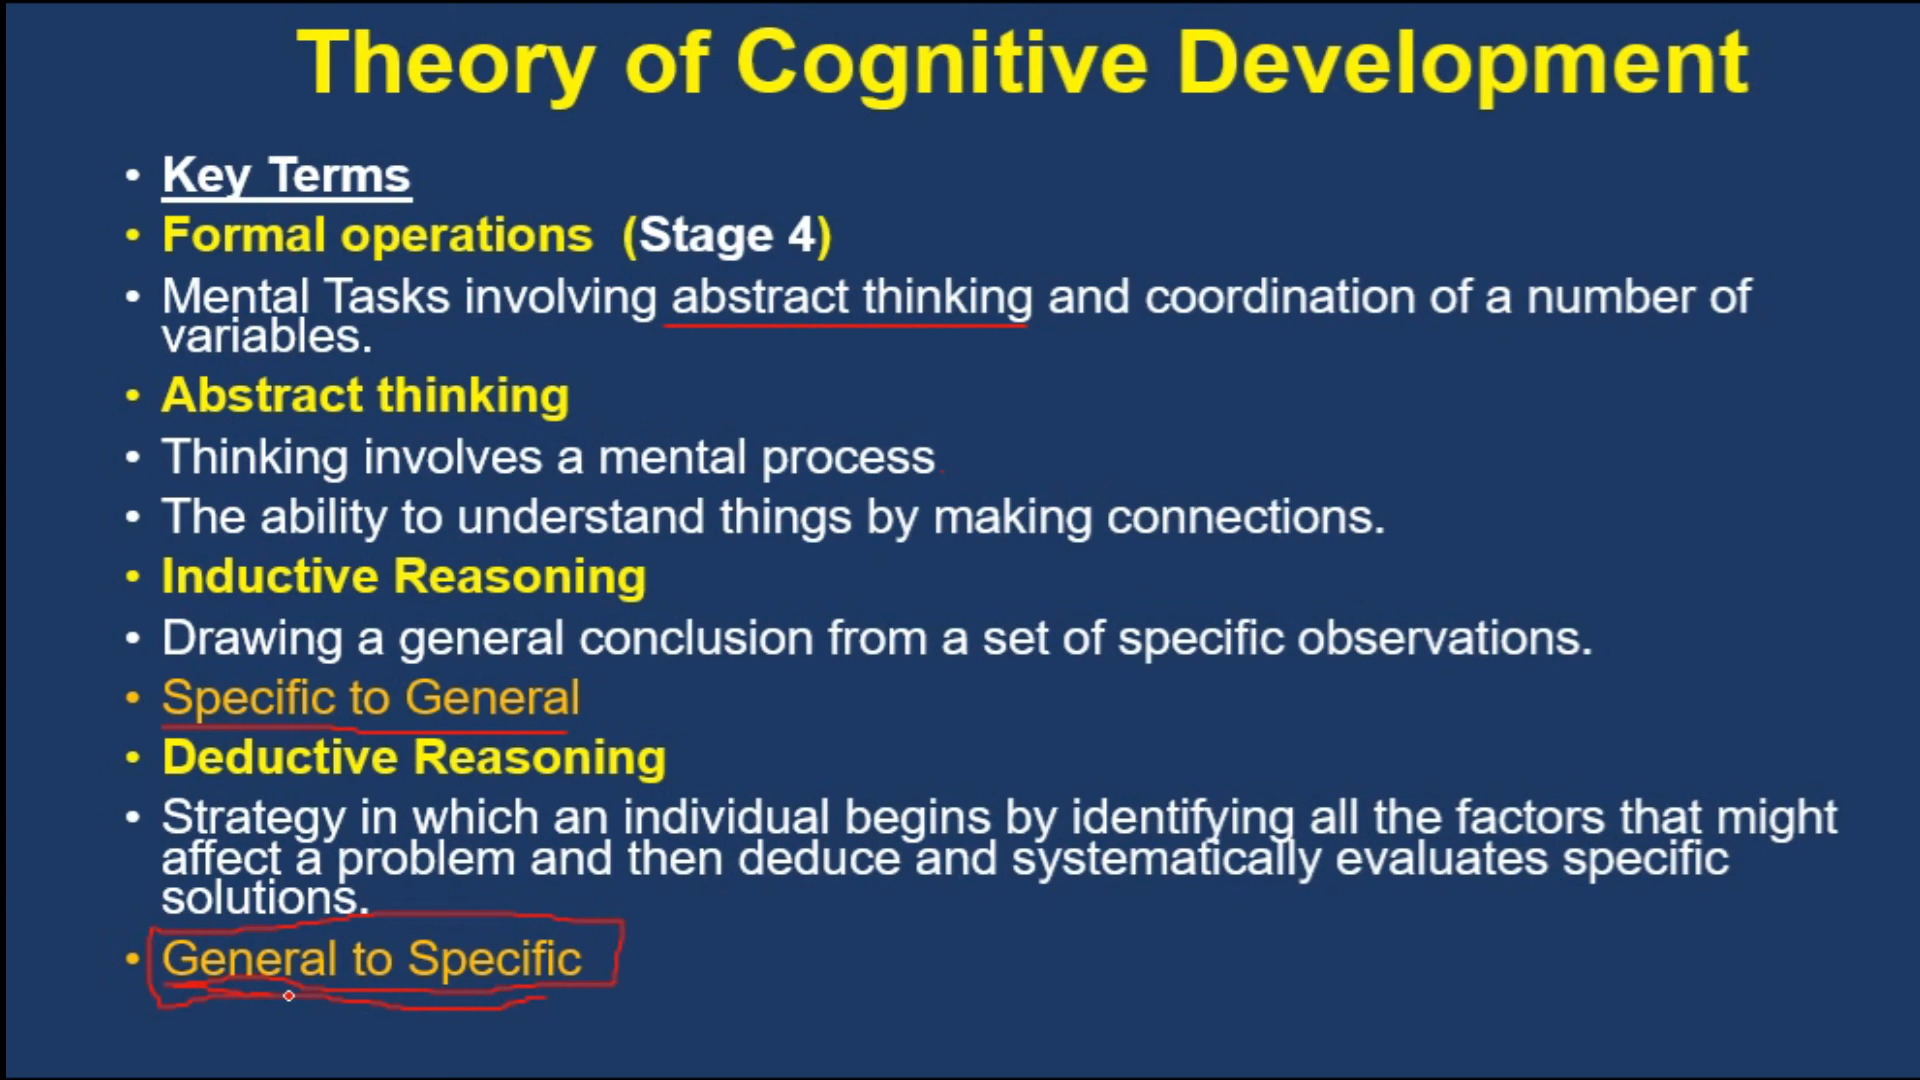 Theory of Cognitive Development
• Key Terms
• Formal operations (Stage 4)
• Mental Tasks involving abstract thinking and coordination of a number of
variables.
• Abstract thinking
• Thinking involves a mental process
• The ability to understand things by making connections.
• Inductive Reasoning
• Drawing a general conclusion from a set of specific observations.
• Specific to General
• Deductive Reasoning
• Strategy in which an individual begins by identifying all the factors that might
affect a problem and then deduce and systematically evaluates specific
solutions.
• General to Specific